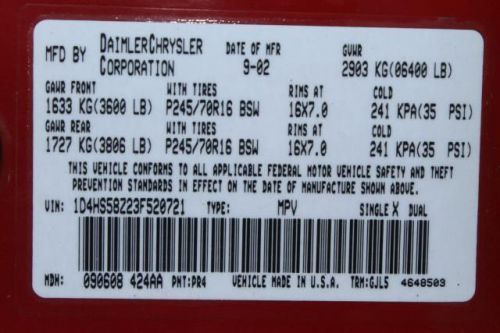 MFD BY DAIMLERCHRYSLER CORPORATION DATE OF MFR 9-02 GVWR 2903 KG(06400 LB)
GAWR FRONT WITH TIRES RIMS AT COLD
1633 KG(3600 LB) P245/70R16 BSW 16X7.0 241 KPA(35 PSI)
GAWR REAR WITH TIRES RIMS AT COLD
1727 KG(3806 LB) P245/70R16 BSW 16X7.0 241 KPA(35 PSI)
THIS VEHICLE CONFORMS TO ALL APPLICABLE FEDERAL MOTOR VEHICLE SAFETY AND THEFT
PREVENTION STANDARDS IN EFFECT ON THE DATE OF MANUFACTURE SHOWN ABOVE.
VIN: 1D4HS58Z23F520721 TYPE: MPV SINGLE X DUAL
MDH: 090608 424AA PNT:PR4 VEHICLE MADE IN U.S.A. TRM:GJL5 4648503